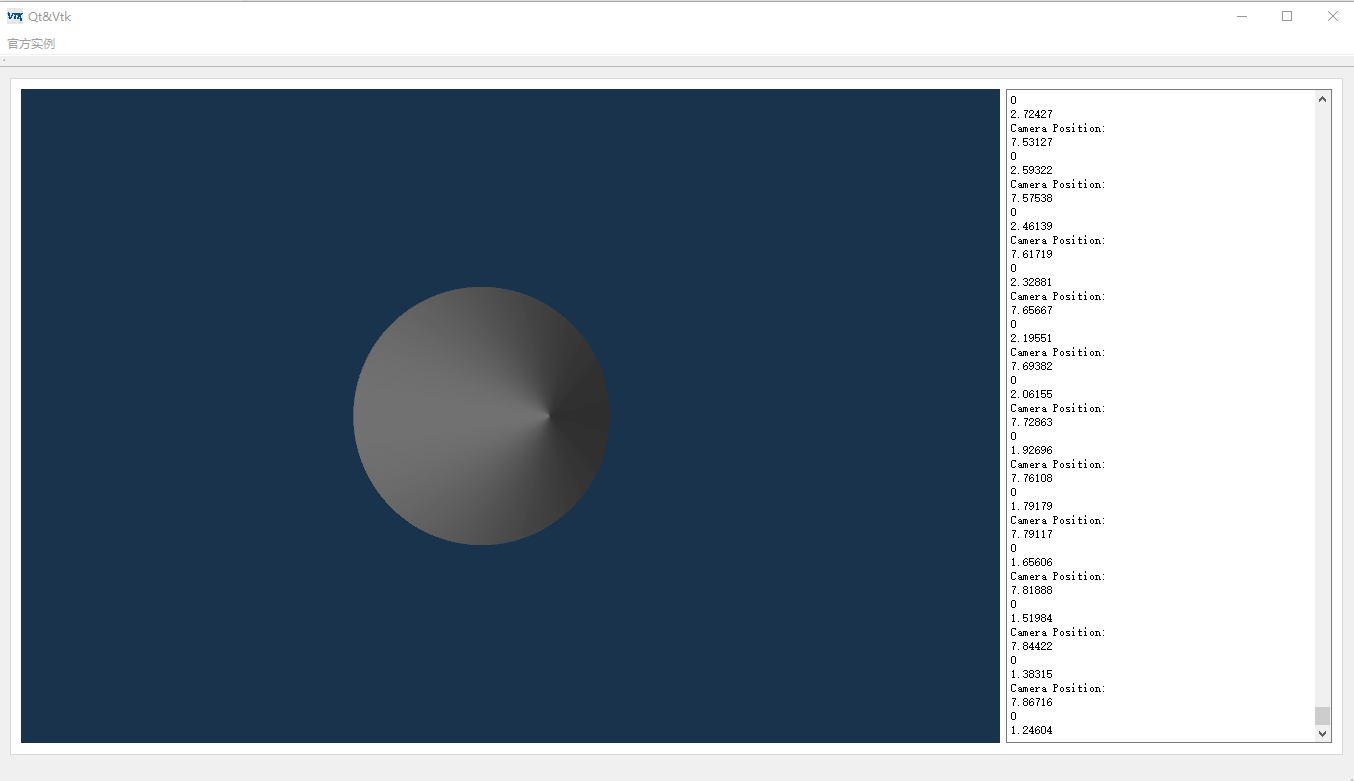 VTK Qt&Vtk
官方实例
0
2.72427
Camera Position:
7.53127
0
2.59322
Camera Position:
7.57538
0
2.46139
Camera Position:
7.61719
0
2.32881
Camera Position:
7.65667
0
2.19551
Camera Position:
7.69382
0
2.06155
Camera Position:
7.72863
0
1.92696
Camera Position:
7.76108
0
1.79179
Camera Position:
7.79117
0
1.65606
Camera Position:
7.81888
0
1.51984
Camera Position:
7.84422
0
1.38315
Camera Position:
7.86716
0
1.24604